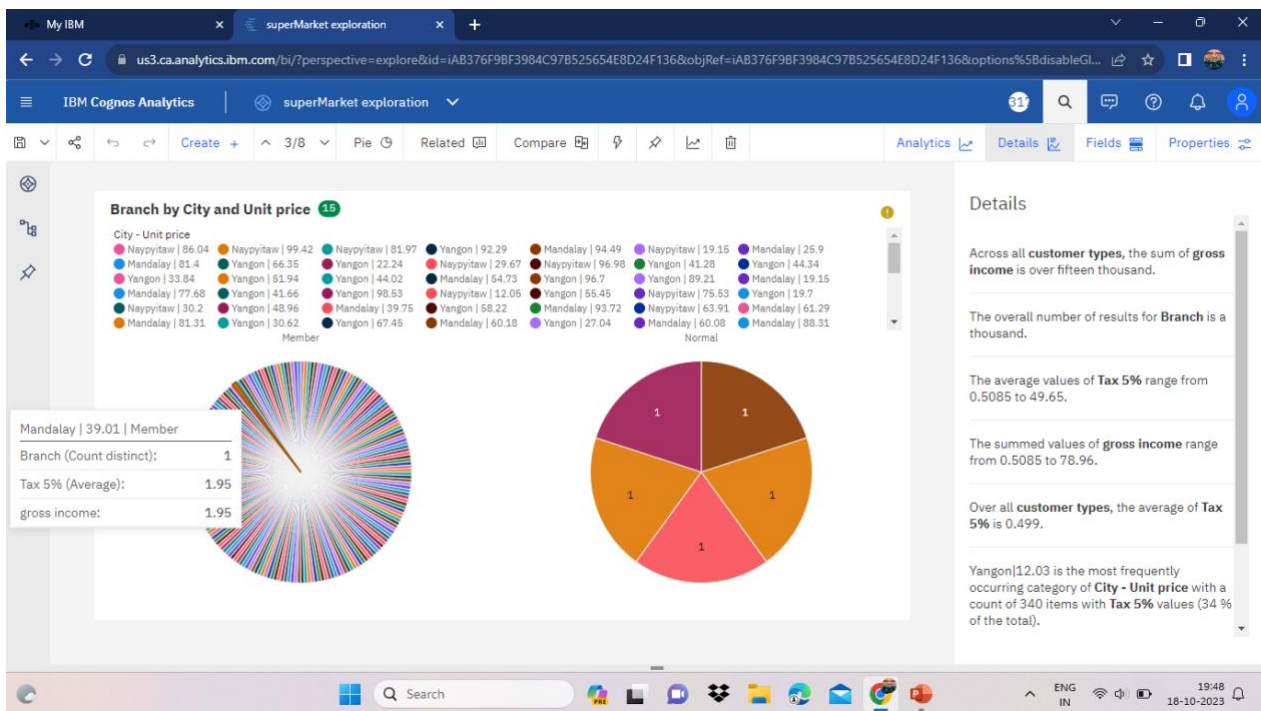 My IBM
superMarket exploration
us3.ca.analytics.ibm.com/bi/?perspective=explore&id=iAB376F9BF3984C97B525654E8D24F136&objRef=iAB376F9BF3984C97B525654E8D24F136&options%5BdisableGl...
IBM Cognos Analytics
superMarket exploration
Create + 3/8 Pie Related Compare Analytics Details Fields Properties
Branch by City and Unit price 15
City - Unit price
Naypyitaw | 86.04 Naypyitaw | 99.42 Naypyitaw | 81.97 Yangon | 92.29 Mandalay | 94.49 Naypyitaw | 19.15 Mandalay | 25.9
Mandalay | 81.4 Yangon | 66.35 Yangon | 22.24 Naypyitaw | 29.67 Naypyitaw | 96.98 Yangon | 41.28 Yangon | 44.34
Yangon | 33.84 Yangon | 51.94 Yangon | 44.02 Mandalay | 54.73 Yangon | 96.7 Yangon | 89.21 Mandalay | 19.15
Mandalay | 77.68 Yangon | 41.66 Yangon | 98.53 Naypyitaw | 12.05 Yangon | 55.45 Naypyitaw | 75.53 Yangon | 19.7
Naypyitaw | 30.2 Yangon | 48.96 Mandalay | 39.75 Yangon | 58.22 Mandalay | 93.72 Naypyitaw | 63.91 Mandalay | 61.29
Mandalay | 81.31 Yangon | 30.62 Yangon | 67.45 Mandalay | 60.18 Yangon | 27.04 Mandalay | 60.08 Mandalay | 88.31
Member Normal
Mandalay | 39.01 | Member
Branch (Count distinct): 1
Tax 5% (Average): 1.95
gross income: 1.95
1 1
1 1
1
Details
Across all customer types, the sum of gross
income is over fifteen thousand.
The overall number of results for Branch is a
thousand.
The average values of Tax 5% range from
0.5085 to 49.65.
The summed values of gross income range
from 0.5085 to 78.96.
Over all customer types, the average of Tax
5% is 0.499.
Yangon|12.03 is the most frequently
occurring category of City - Unit price with a
count of 340 items with Tax 5% values (34 %
of the total).
Search
PRE
ENG
IN
19:48
18-10-2023